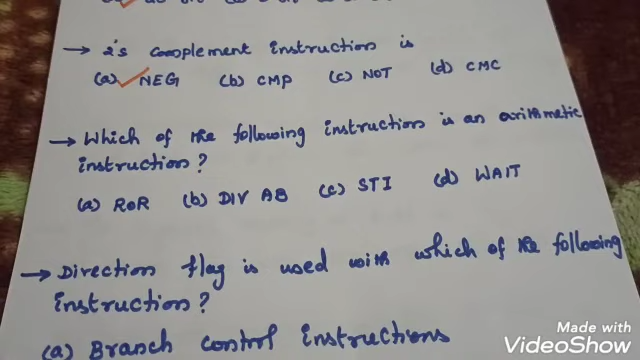 → 2's complement instruction is
(a) NEG (b) CMP (c) NOT (d) CMC
→ Which of the following instruction is an arithmetic
instruction?
(a) ROR (b) DIV AB (c) STI (d) WAIT
→ Direction flag is used with which of the following
instruction?
(a) Branch control instructions
Made with
VideoShow